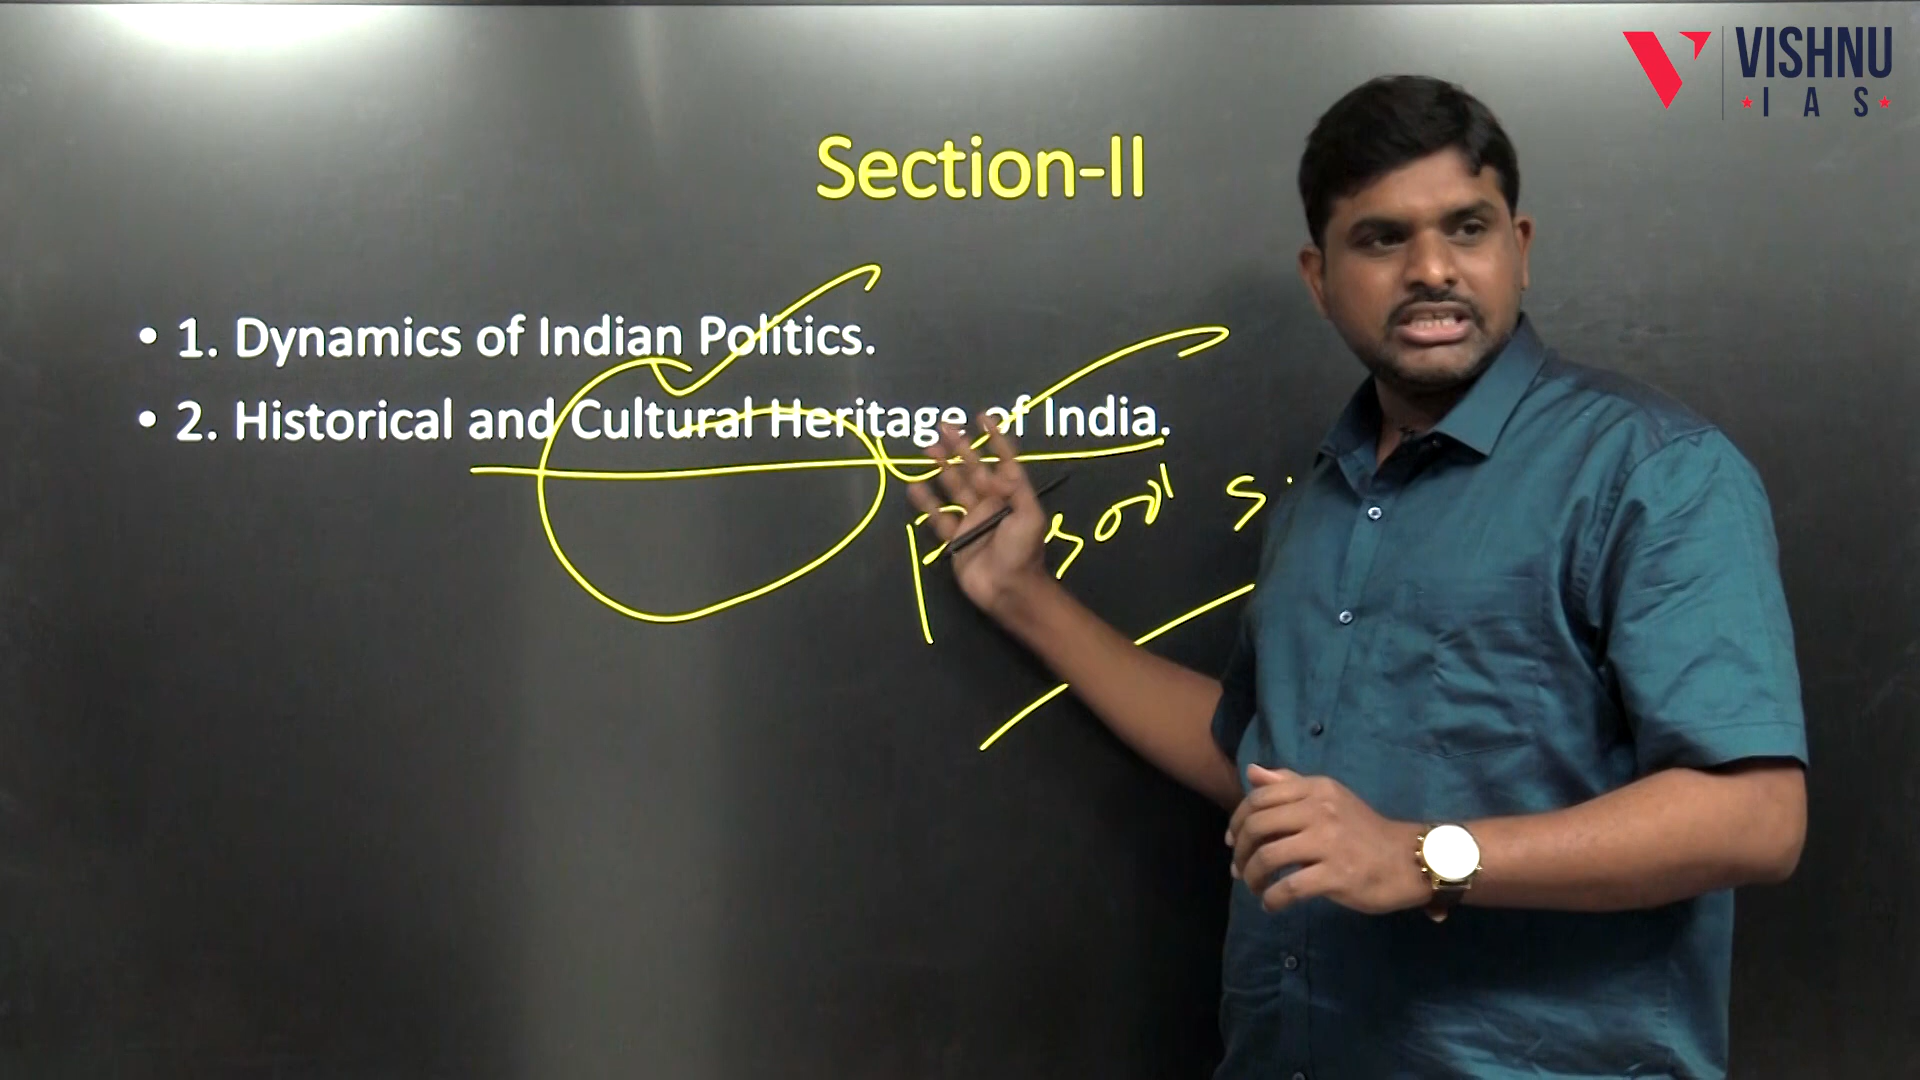 VISHNU
IAS
Section-II
• 1. Dynamics of Indian Politics.
• 2. Historical and Cultural Heritage of India.